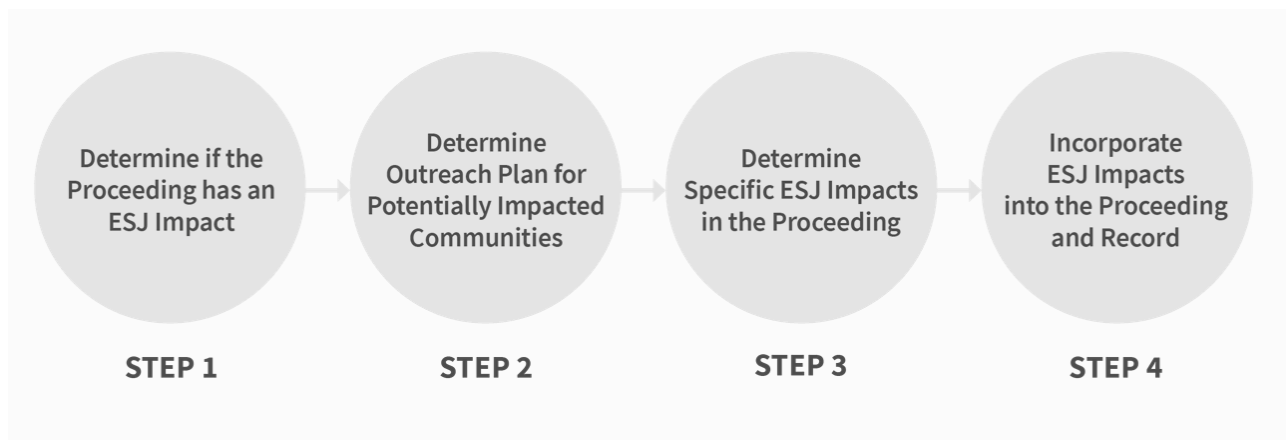 Determine if the
Proceeding has an
ESJ Impact
STEP 1
Determine
Outreach Plan for
Potentially Impacted
Communities
STEP 2
Determine
Specific ESJ Impacts
in the Proceeding
STEP 3
Incorporate
ESJ Impacts
into the Proceeding
and Record
STEP 4